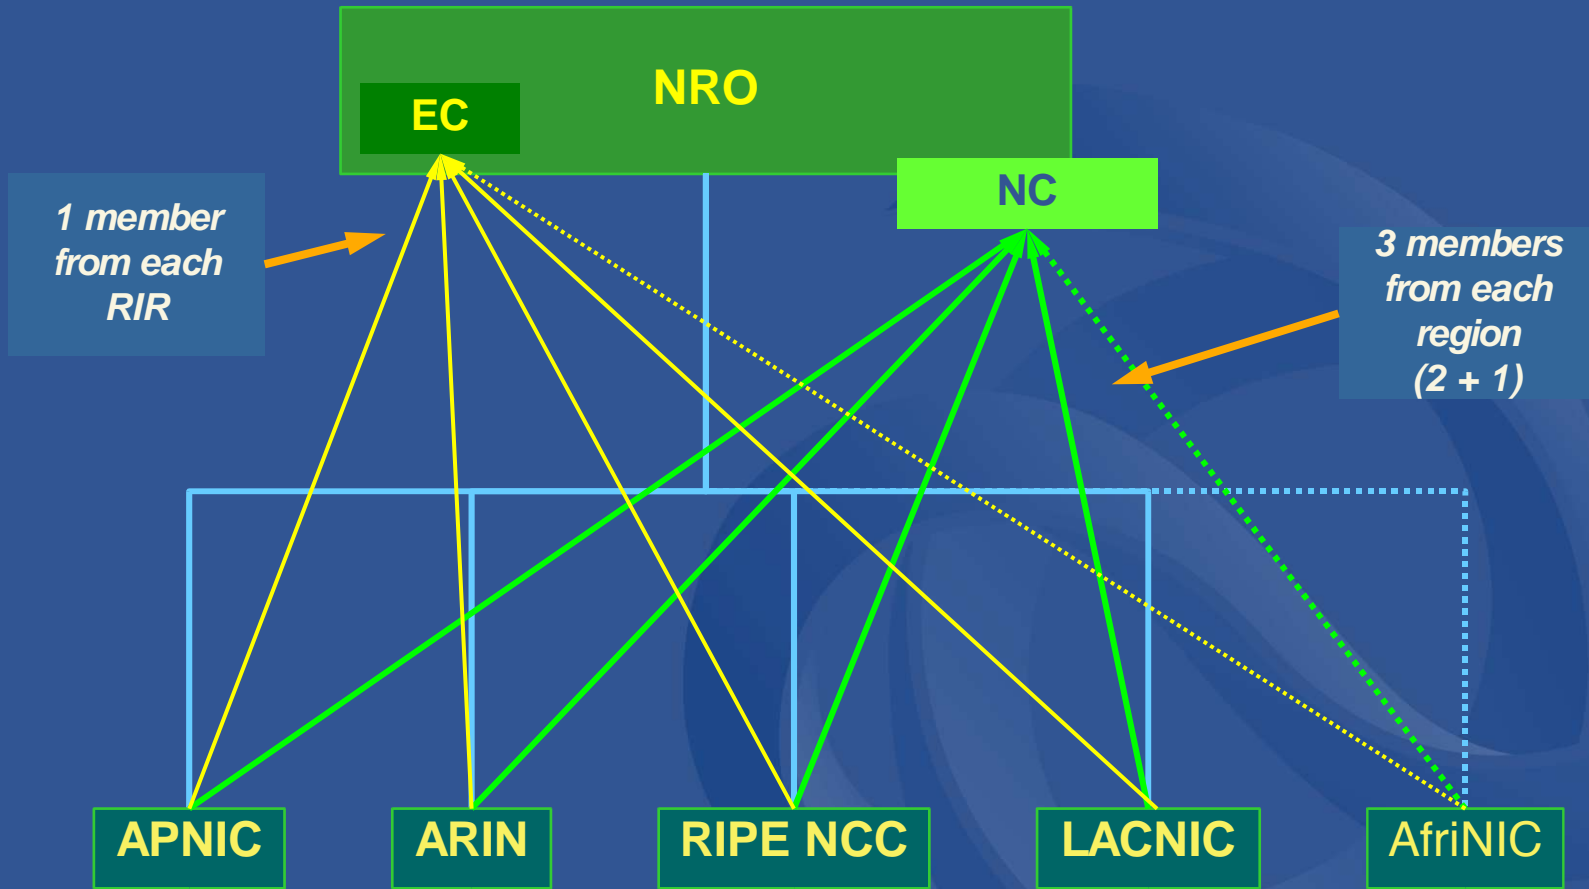 NRO
EC
NC
1 member
from each
RIR
3 members
from each
region
(2 + 1)
APNIC
ARIN
RIPE NCC
LACNIC
AfriNIC